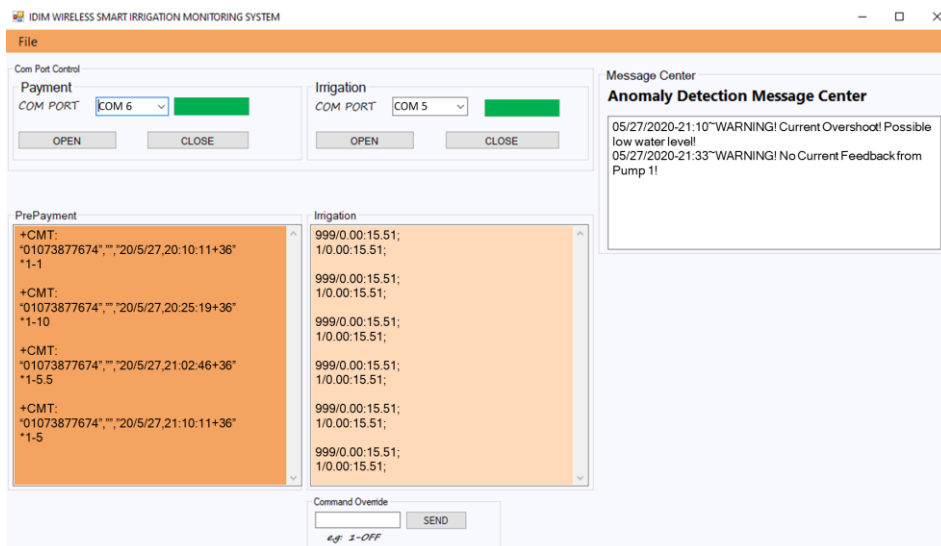 IDIM WIRELESS SMART IRRIGATION MONITORING SYSTEM
File
Com Port Control
Payment
COM PORT
COM 6
OPEN
CLOSE
Irrigation
COM PORT
COM 5
OPEN
CLOSE
Message Center
Anomaly Detection Message Center
05/27/2020-21:10~WARNING! Current Overshoot! Possible
low water level!
05/27/2020-21:33~WARNING! No Current Feedback from
Pump 1!
PrePayment
+CMT:
“01073877674”,””,”20/5/27,20:10:11+36”
*1-1
+CMT:
“01073877674”,””,”20/5/27,20:25:19+36”
*1-10
+CMT:
“01073877674”,””,”20/5/27,21:02:46+36”
*1-5.5
+CMT:
“01073877674”,””,”20/5/27,21:10:11+36”
*1-5
Irrigation
999/0.00:15.51;
1/0.00:15.51;
999/0.00:15.51;
1/0.00:15.51;
999/0.00:15.51;
1/0.00:15.51;
999/0.00:15.51;
1/0.00:15.51;
999/0.00:15.51;
1/0.00:15.51;
999/0.00:15.51;
1/0.00:15.51;
Command Override
SEND
e.g: 1-OFF